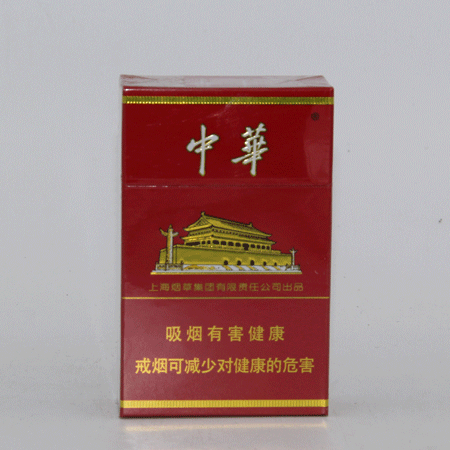 中華
上海烟草集团有限责任公司出品
吸烟有害健康
戒烟可减少对健康的危害